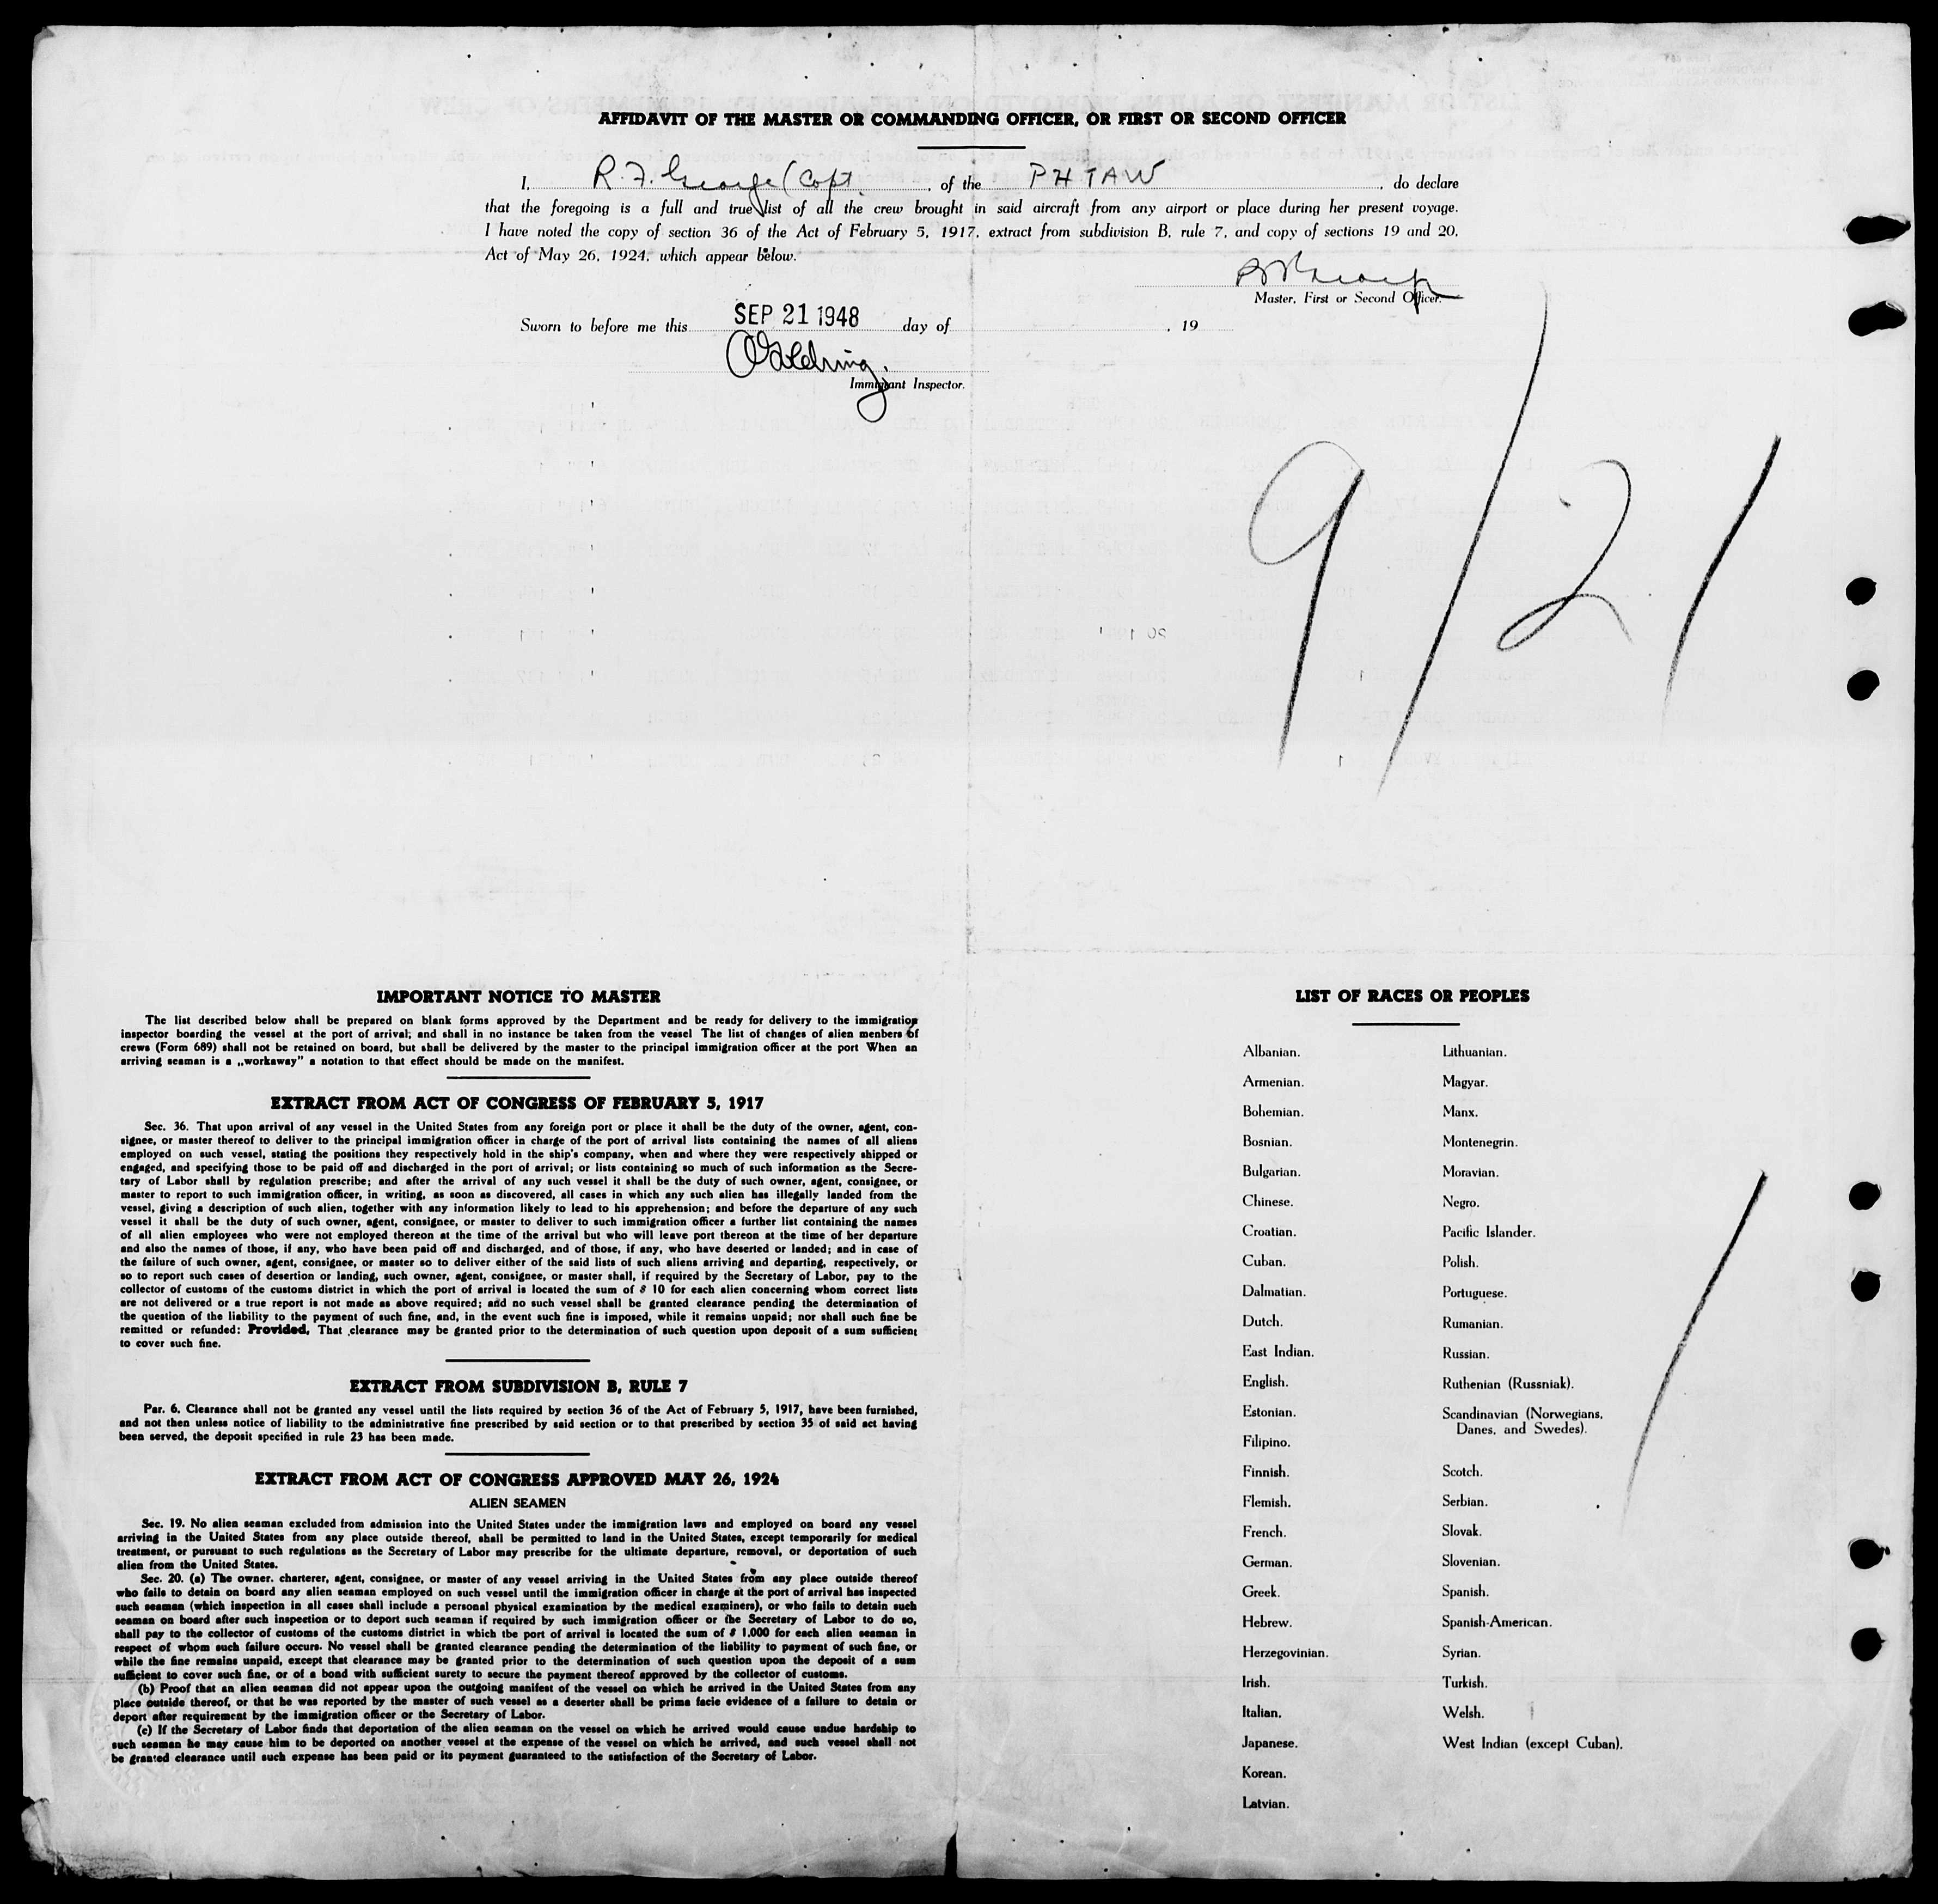 AFFIDAVIT OF THE MASTER OR COMMANDING OFFICER, OR FIRST OR SECOND OFFICER
I, R. F. George (Capt. , of the PHTAW , do declare
that the foregoing is a full and true list of all the crew brought in said aircraft from any airport or place during her present voyage.
I have noted the copy of section 36 of the Act of February 5, 1917, extract from subdivision B, rule 7, and copy of sections 19 and 20,
Act of May 26, 1924, which appear below.
Master, First or Second Officer.
Sworn to before me this SEP 21 1948 day of , 19
Immigrant Inspector.
9/21
IMPORTANT NOTICE TO MASTER
The list described below shall be prepared on blank forms approved by the Department and be ready for delivery to the immigration
inspector boarding the vessel at the port of arrival; and shall in no instance be taken from the vessel The list of changes of alien menbers of
crews (Form 689) shall not be retained on board, but shall be delivered by the master to the principal immigration officer at the port When an
arriving seaman is a „workaway” a notation to that effect should be made on the manifest.
EXTRACT FROM ACT OF CONGRESS OF FEBRUARY 5, 1917
Sec. 36. That upon arrival of any vessel in the United States from any foreign port or place it shall be the duty of the owner, agent, con-
signee, or master thereof to deliver to the principal immigration officer in charge of the port of arrival lists containing the names of all aliens
employed on such vessel, stating the positions they respectively hold in the ship's company, when and where they were respectively shipped or
engaged, and specifying those to be paid off and discharged in the port of arrival; or lists containing so much of such information as the Secre-
tary of Labor shall by regulation prescribe; and after the arrival of any such vessel it shall be the duty of such owner, agent, consignee, or
master to report to such immigration officer, in writing, as soon as discovered, all cases in which any such alien has illegally landed from the
vessel, giving a description of such alien, together with any information likely to lead to his apprehension; and before the departure of any such
vessel it shall be the duty of such owner, agent, consignee, or master to deliver to such immigration officer a further list containing the names
of all alien employees who were not employed thereon at the time of the arrival but who will leave port thereon at the time of her departure
and also the names of those, if any, who have been paid off and discharged, and of those, if any, who have deserted or landed; and in case of
the failure of such owner, agent, consignee, or master so to deliver either of the said lists of such aliens arriving and departing, respectively, or
so to report such cases of desertion or landing, such owner, agent, consignee, or master shall, if required by the Secretary of Labor, pay to the
collector of customs of the customs district in which the port of arrival is located the sum of $ 10 for each alien concerning whom correct lists
are not delivered or a true report is not made as above required; and no such vessel shall be granted clearance pending the determination of
the question of the liability to the payment of such fine, and, in the event such fine is imposed, while it remains unpaid; nor shall such fine be
remitted or refunded: Provided, That clearance may be granted prior to the determination of such question upon deposit of a sum sufficient
to cover such fine.
EXTRACT FROM SUBDIVISION B, RULE 7
Par. 6. Clearance shall not be granted any vessel until the lists required by section 36 of the Act of February 5, 1917, have been furnished,
and not then unless notice of liability to the administrative fine prescribed by said section or to that prescribed by section 35 of said act having
been served, the deposit specified in rule 23 has been made.
EXTRACT FROM ACT OF CONGRESS APPROVED MAY 26, 1924
ALIEN SEAMEN
Sec. 19. No alien seaman excluded from admission into the United States under the immigration laws and employed on board any vessel
arriving in the United States from any place outside thereof, shall be permitted to land in the United States, except temporarily for medical
treatment, or pursuant to such regulations as the Secretary of Labor may prescribe for the ultimate departure, removal, or deportation of such
alien from the United States.
Sec. 20. (a) The owner. charterer, agent, consignee, or master of any vessel arriving in the United States from any place outside thereof
who fails to detain on board any alien seaman employed on such vessel until the immigration officer in charge at the port of arrival has inspected
such seaman (which inspection in all cases shall include a personal physical examination by the medical examiners), or who fails to detain such
seaman on board after such inspection or to deport such seaman if required by such immigration officer or the Secretary of Labor to do so,
shall pay to the collector of customs of the customs district in which the port of arrival is located the sum of $ 1.000 for each alien seaman in
respect of whom such failure occurs. No vessel shall be granted clearance pending the determination of the liability to payment of such fine, or
while the fine remains unpaid, except that clearance may be granted prior to the determination of such question upon the deposit of a sum
sufficient to cover such fine, or of a bond with sufficient surety to secure the payment thereof approved by the collector of customs.
(b) Proof that an alien seaman did not appear upon the outgoing manifest of the vessel on which he arrived in the United States from any
place outside thereof, or that he was reported by the master of such vessel as a deserter shall be prima facie evidence of a failure to detain or
deport after requirement by the immigration officer or the Secretary of Labor.
(c) If the Secretary of Labor finds that deportation of the alien seaman on the vessel on which he arrived would cause undue hardship to
such seaman he may cause him to be deported on another vessel at the expense of the vessel on which he arrived, and such vessel shall not
be granted clearance until such expense has been paid or its payment guaranteed to the satisfaction of the Secretary of Labor.
LIST OF RACES OR PEOPLES
Albanian.
Armenian.
Bohemian.
Bosnian.
Bulgarian.
Chinese.
Croatian.
Cuban.
Dalmatian.
Dutch.
East Indian.
English.
Estonian.
Filipino.
Finnish.
Flemish.
French.
German.
Greek.
Hebrew.
Herzegovinian.
Irish.
Italian.
Japanese.
Korean.
Latvian.
Lithuanian.
Magyar.
Manx.
Montenegrin.
Moravian.
Negro.
Pacific Islander.
Polish.
Portuguese.
Rumanian.
Russian.
Ruthenian (Russniak).
Scandinavian (Norwegians,
Danes, and Swedes).
Scotch.
Serbian.
Slovak.
Slovenian.
Spanish.
Spanish-American.
Syrian.
Turkish.
Welsh.
West Indian (except Cuban).